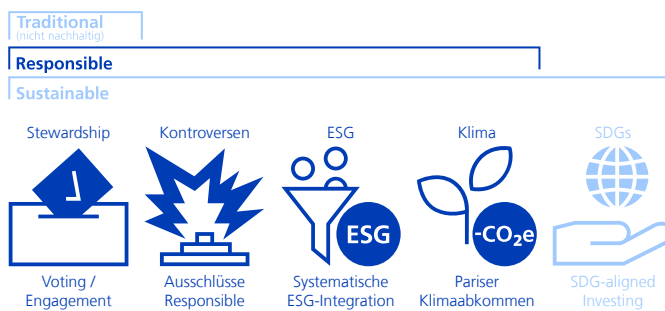 Traditional
(nicht nachhaltig)
Responsible
Sustainable
Stewardship
Kontroversen
ESG
Klima
SDGs
ESG
-CO₂e
Voting /
Engagement
Ausschlüsse
Responsible
Systematische
ESG-Integration
Pariser
Klimaabkommen
SDG-aligned
Investing